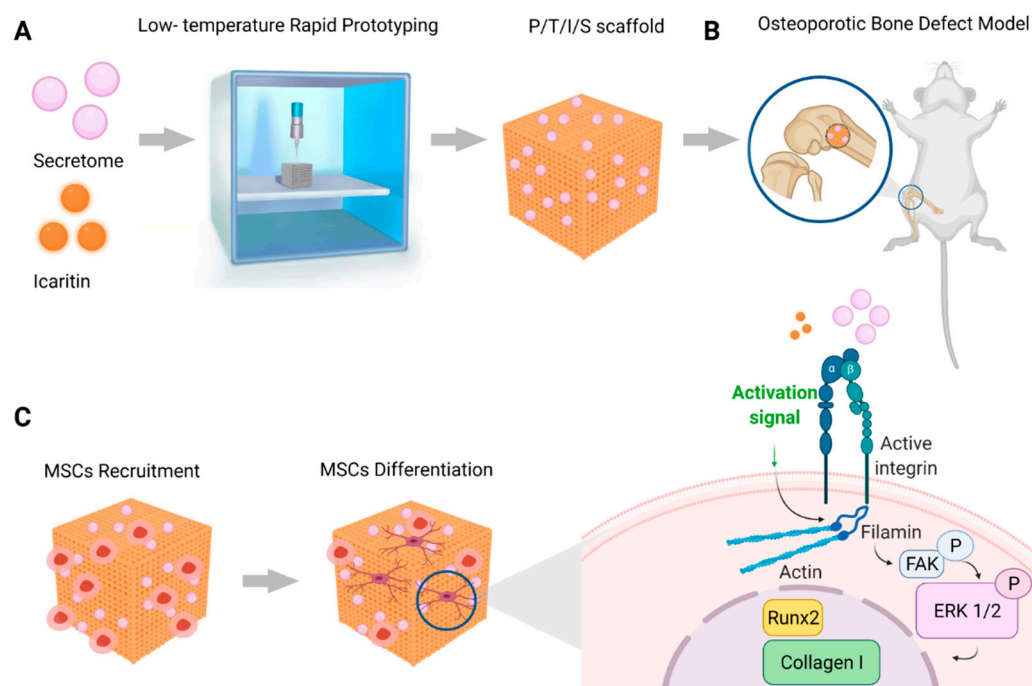 A
Low- temperature Rapid Prototyping
P/T/I/S scaffold
B
Osteoporotic Bone Defect Model
Secretome
Icaritin
C
MSCs Recruitment
MSCs Differentiation
α
β
Activation
signal
Active
integrin
Filamin
Actin
FAK
P
P
ERK 1/2
Runx2
Collagen I